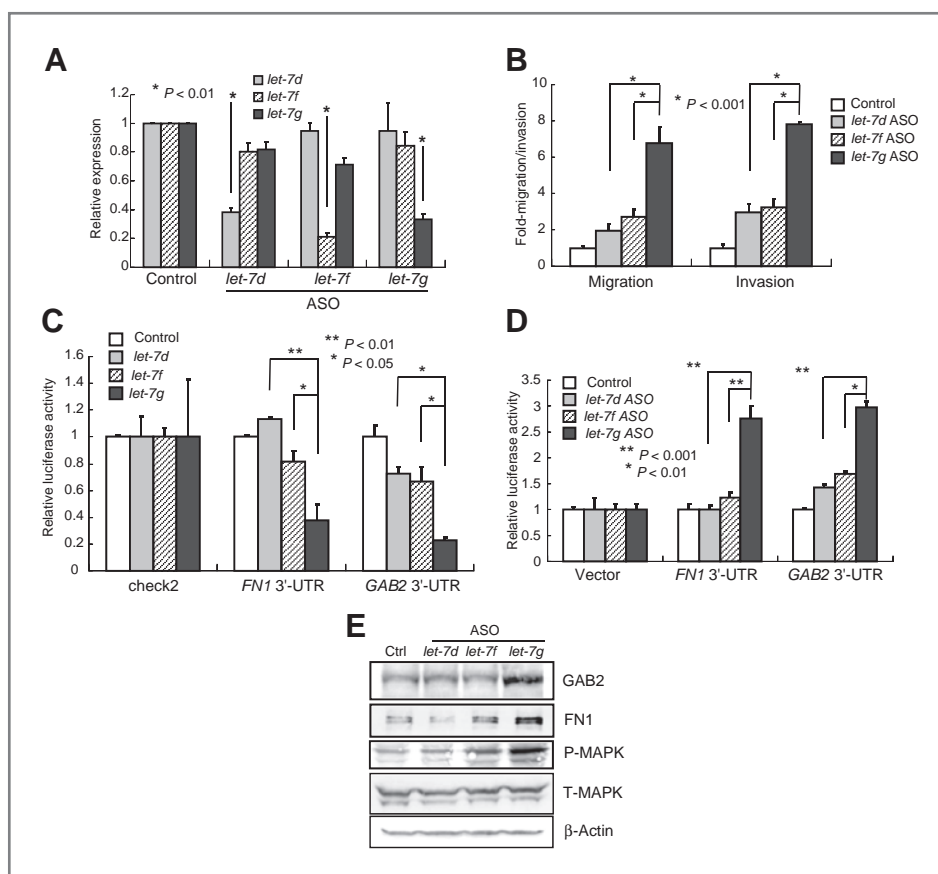 A
* P < 0.01
let-7d
let-7f
let-7g
Relative expression
1.2
1
0.8
0.6
0.4
0.2
0
* * *
Control let-7d let-7f let-7g
ASO
B
* P < 0.001
Control
let-7d ASO
let-7f ASO
let-7g ASO
Fold-migration/invasion
10
8
6
4
2
0
* *
* *
Migration Invasion
C
Control
let-7d
let-7f
let-7g
** P < 0.01
* P < 0.05
Relative luciferase activity
1.6
1.4
1.2
1
0.8
0.6
0.4
0.2
0
** *
* *
check2 FN1 3'-UTR GAB2 3'-UTR
D
Control
let-7d ASO
let-7f ASO
let-7g ASO
** P < 0.001
* P < 0.01
Relative luciferase activity
3.5
3
2.5
2
1.5
1
0.5
0
** **
** *
Vector FN1 3'-UTR GAB2 3'-UTR
E
ASO
Ctrl let-7d let-7f let-7g
GAB2
FN1
P-MAPK
T-MAPK
β-Actin